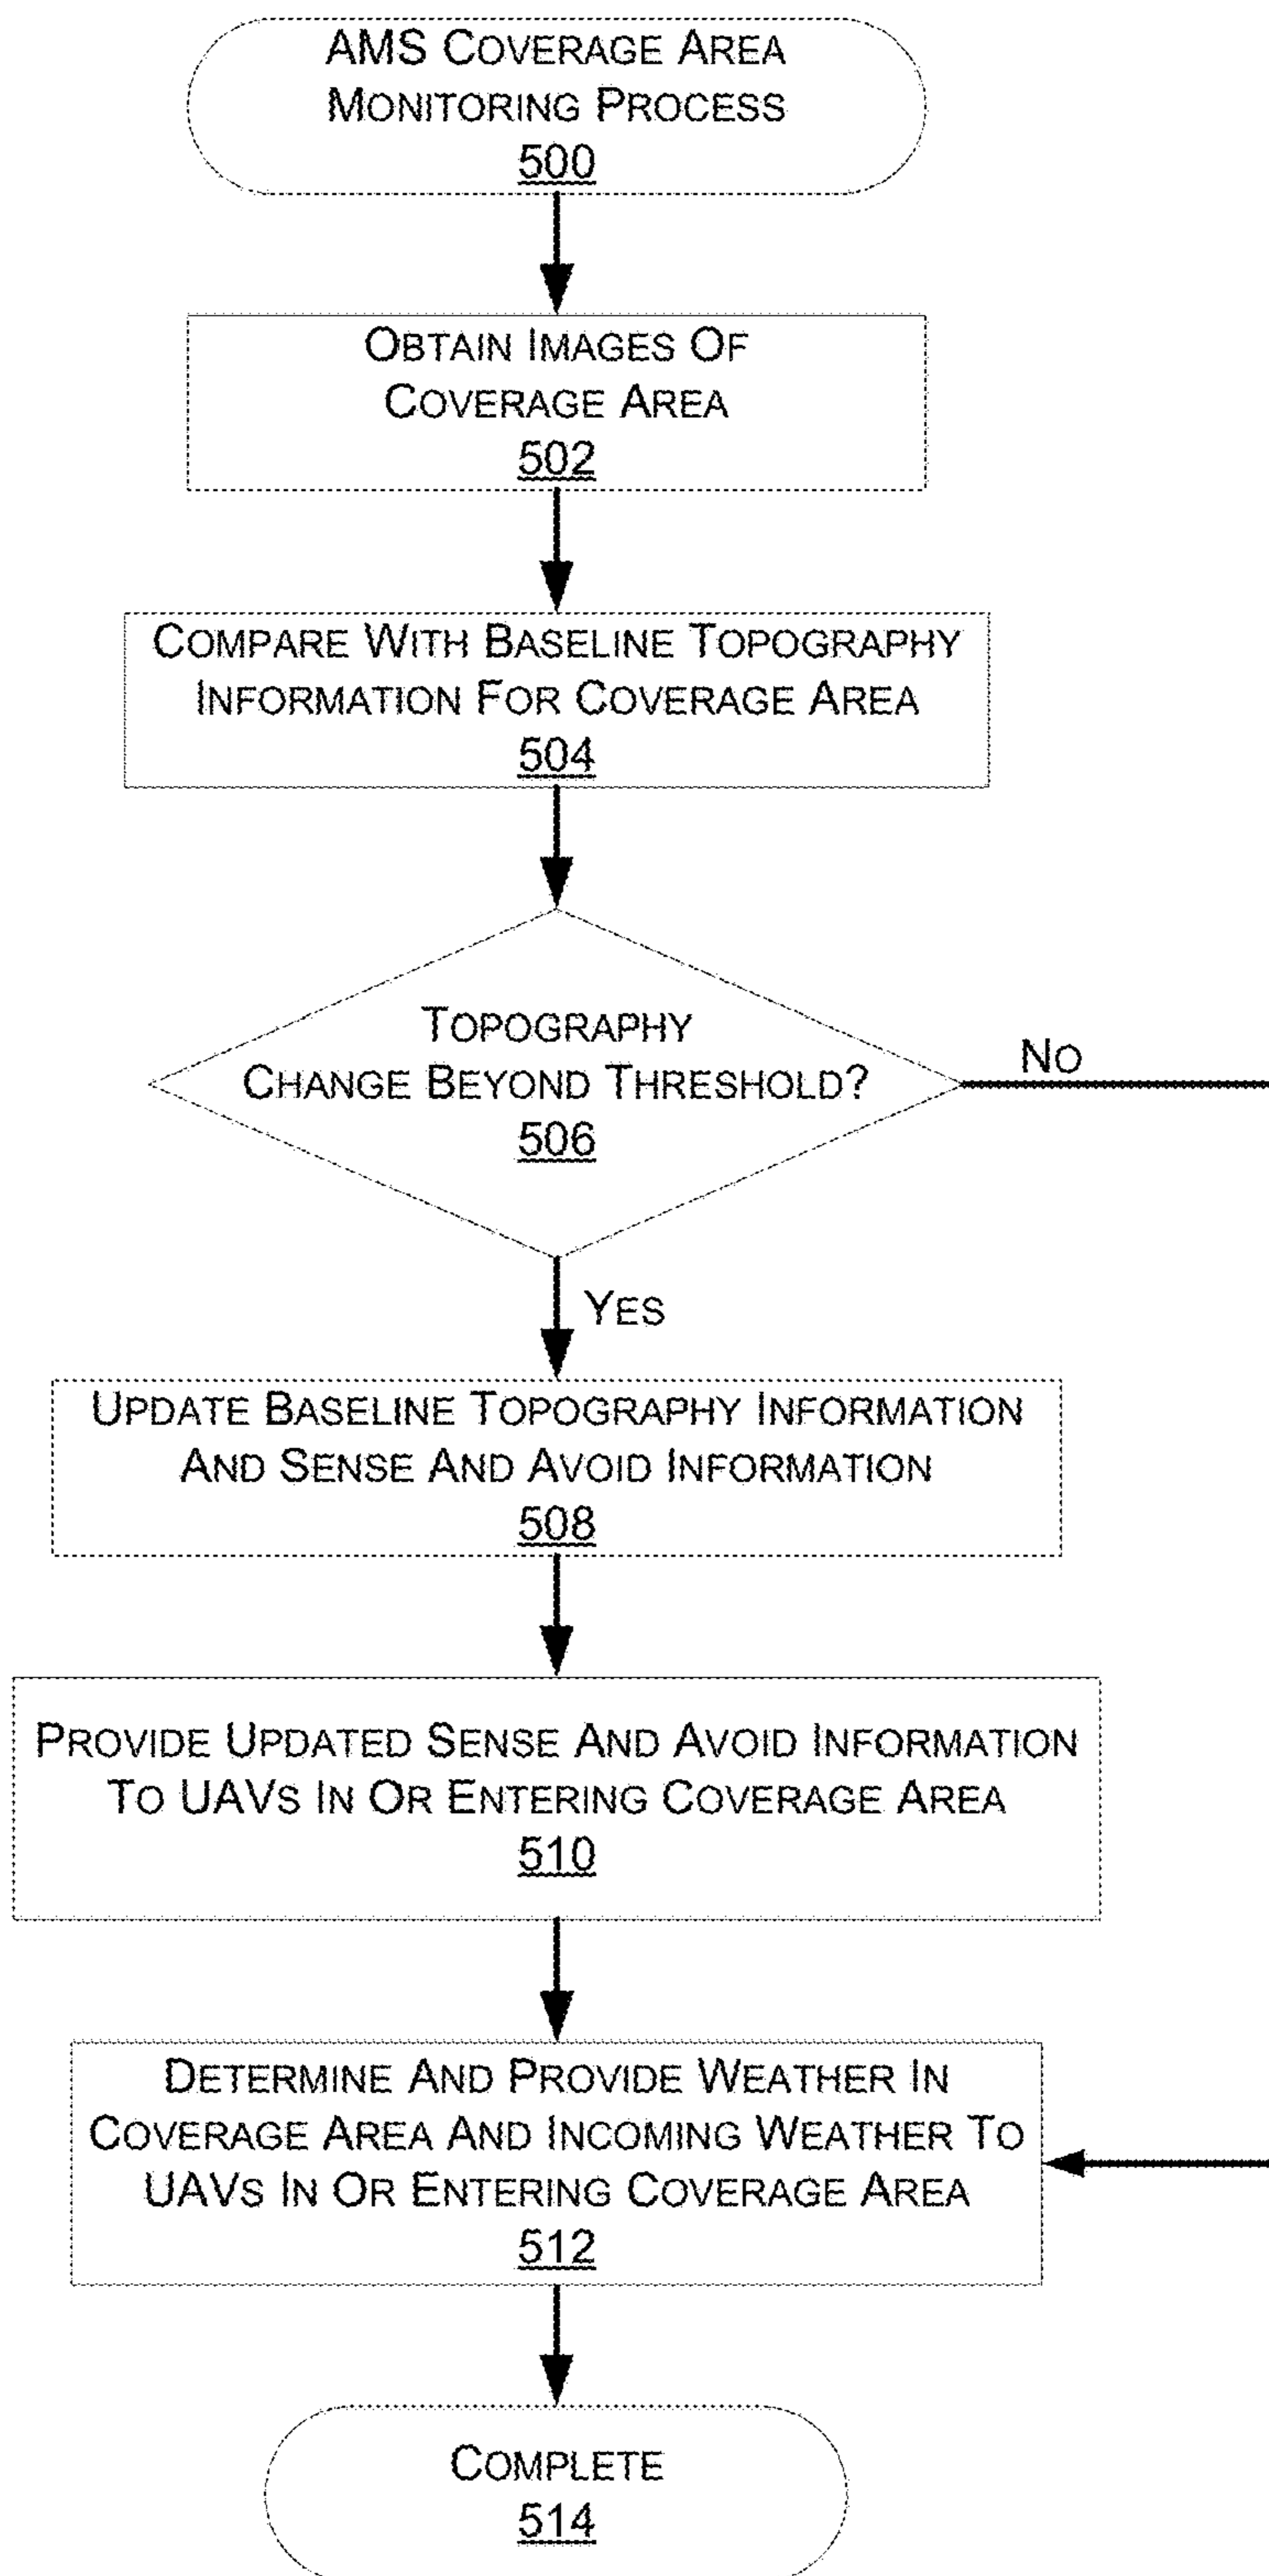 AMS COVERAGE AREA
MONITORING PROCESS
500
OBTAIN IMAGES OF
COVERAGE AREA
502
COMPARE WITH BASELINE TOPOGRAPHY
INFORMATION FOR COVERAGE AREA
504
TOPOGRAPHY
CHANGE BEYOND THRESHOLD?
506
NO
YES
UPDATE BASELINE TOPOGRAPHY INFORMATION
AND SENSE AND AVOID INFORMATION
508
PROVIDE UPDATED SENSE AND AVOID INFORMATION
TO UAVS IN OR ENTERING COVERAGE AREA
510
DETERMINE AND PROVIDE WEATHER IN
COVERAGE AREA AND INCOMING WEATHER TO
UAVS IN OR ENTERING COVERAGE AREA
512
COMPLETE
514